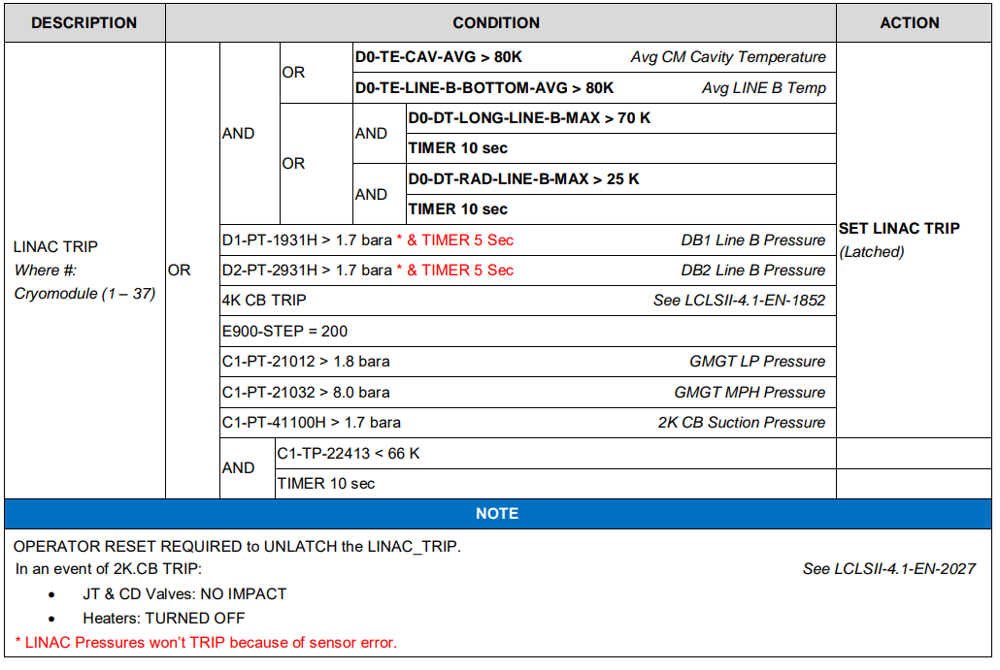 DESCRIPTION CONDITION ACTION
LINAC TRIP
Where #:
Cryomodule (1 – 37)
OR
AND
OR
D0-TE-CAV-AVG > 80K Avg CM Cavity Temperature
D0-TE-LINE-B-BOTTOM-AVG > 80K Avg LINE B Temp
OR
AND
D0-DT-LONG-LINE-B-MAX > 70 K
TIMER 10 sec
AND
D0-DT-RAD-LINE-B-MAX > 25 K
TIMER 10 sec
D1-PT-1931H > 1.7 bara * & TIMER 5 Sec DB1 Line B Pressure
D2-PT-2931H > 1.7 bara * & TIMER 5 Sec DB2 Line B Pressure
4K CB TRIP See LCLSII-4.1-EN-1852
E900-STEP = 200
C1-PT-21012 > 1.8 bara GMGT LP Pressure
C1-PT-21032 > 8.0 bara GMGT MPH Pressure
C1-PT-41100H > 1.7 bara 2K CB Suction Pressure
AND
C1-TP-22413 < 66 K
TIMER 10 sec
SET LINAC TRIP
(Latched)
NOTE
OPERATOR RESET REQUIRED to UNLATCH the LINAC_TRIP.
In an event of 2K.CB TRIP: See LCLSII-4.1-EN-2027
• JT & CD Valves: NO IMPACT
• Heaters: TURNED OFF
* LINAC Pressures won't TRIP because of sensor error.